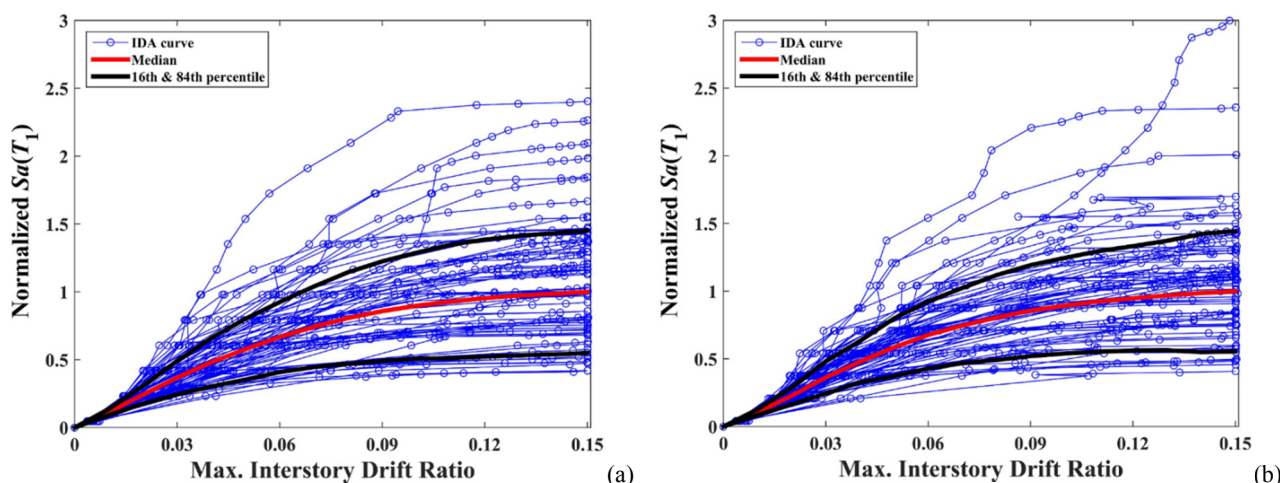 3
2.5
2
1.5
1
0.5
0
Normalized Sa(T1)
IDA curve
Median
16th & 84th percentile
0 0.03 0.06 0.09 0.12 0.15
Max. Interstory Drift Ratio
(a)
3
2.5
2
1.5
1
0.5
0
Normalized Sa(T1)
IDA curve
Median
16th & 84th percentile
0 0.03 0.06 0.09 0.12 0.15
Max. Interstory Drift Ratio
(b)